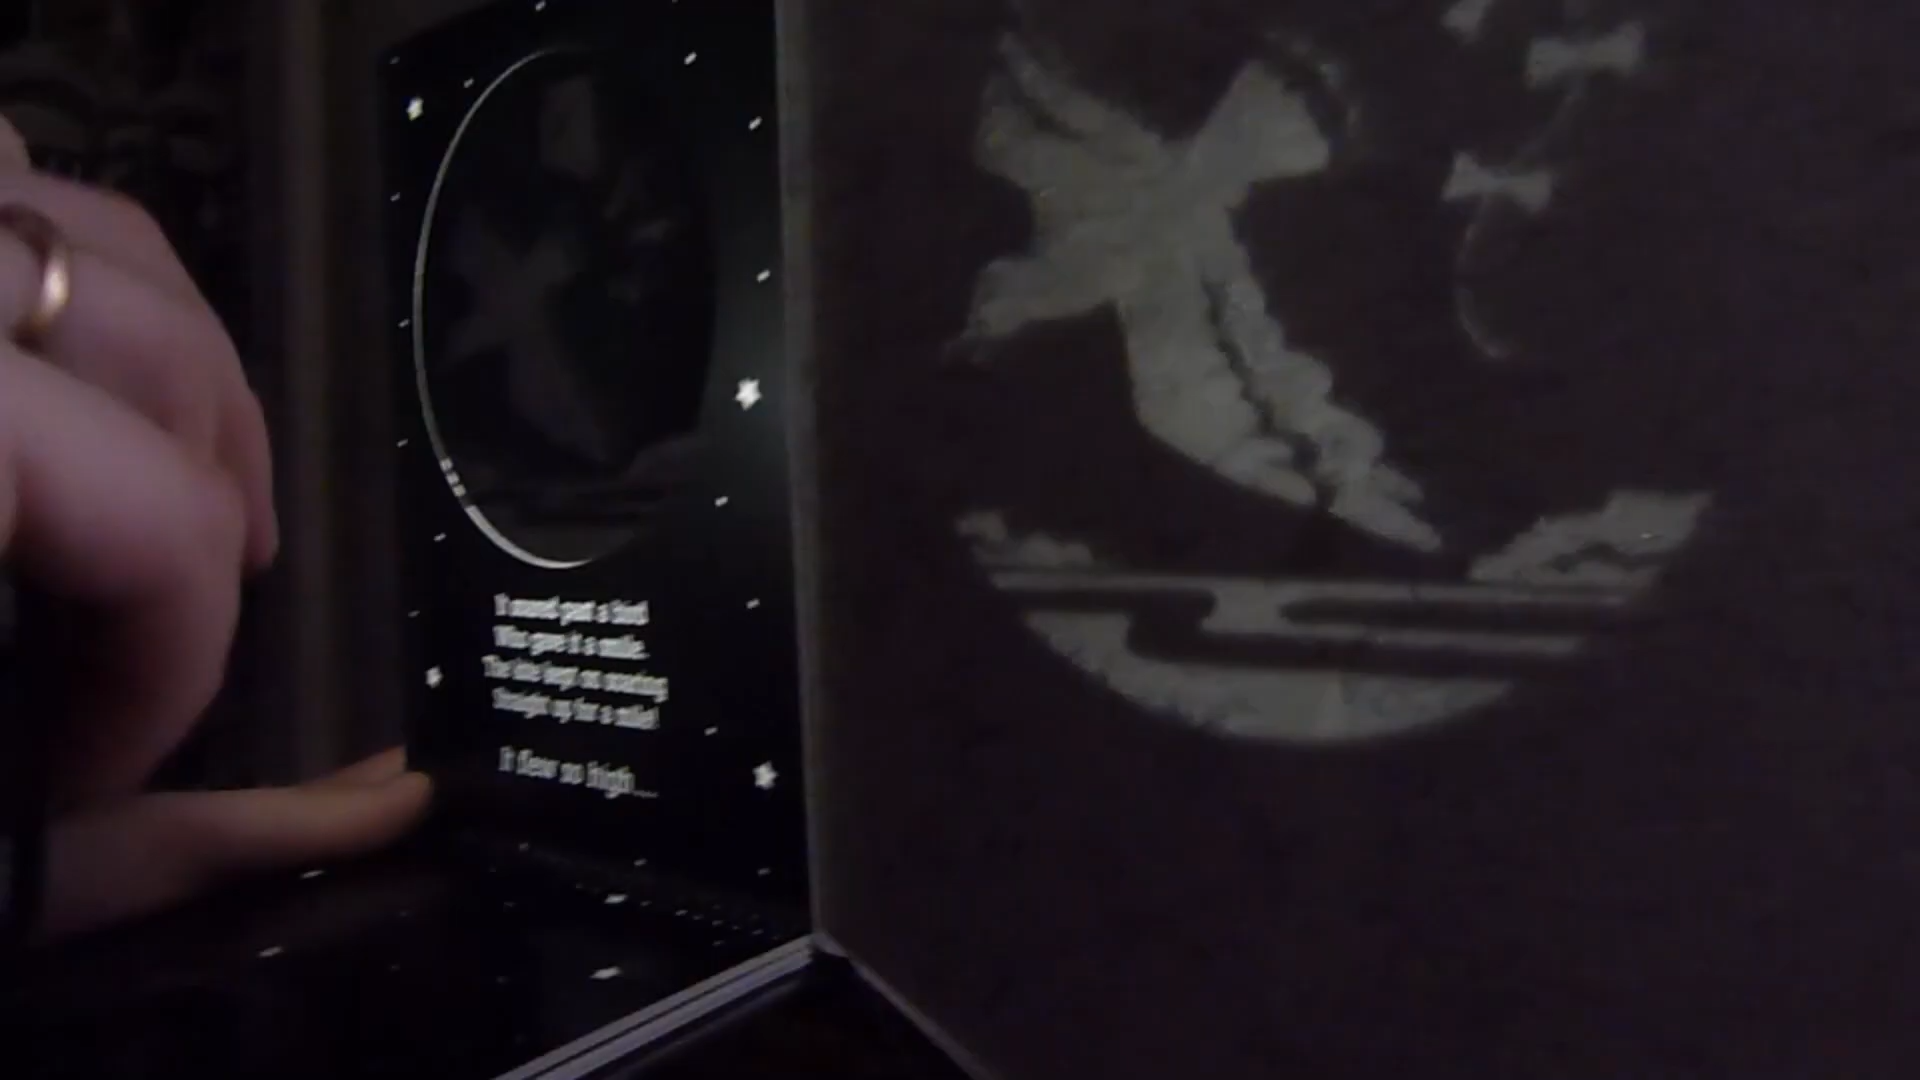 It soared past a bird
Who gave it a smile.
The kite kept on soaring
Straight up for a mile!
It flew so high...